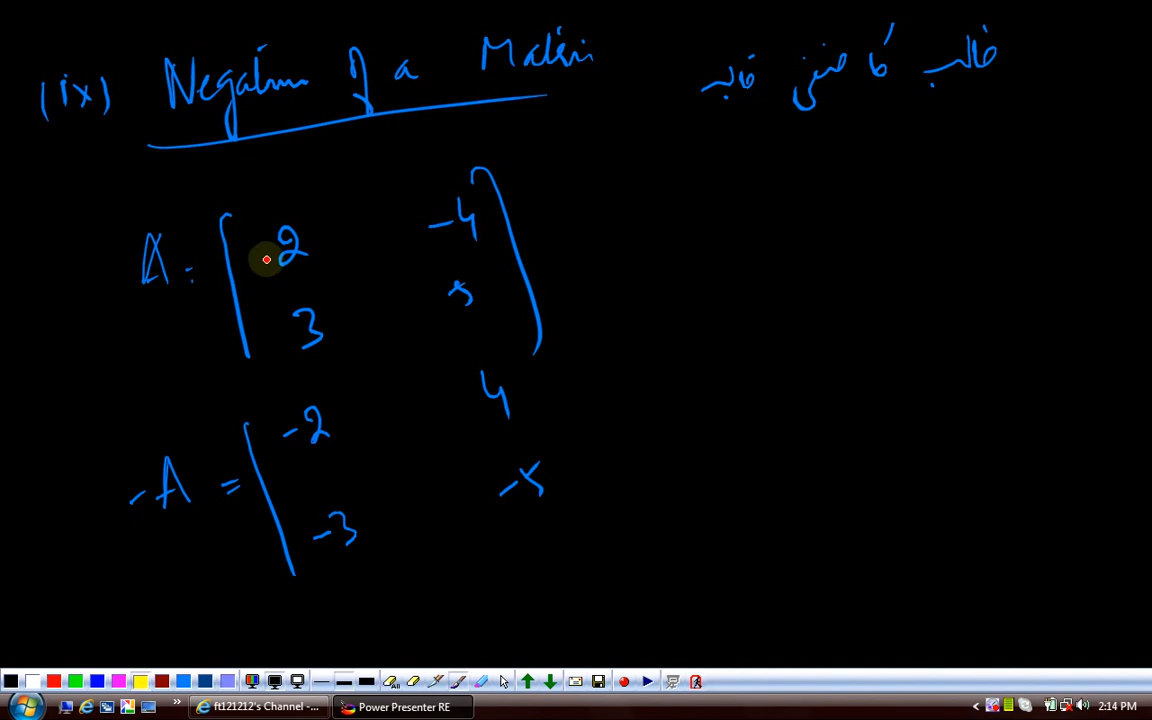 (ix) Negative of a Matrix قالب کا منفی قالب
A = [ 2 -4
3 5 ]
-A = [ -2 4
-3 -5
ft121212's Channel -... Power Presenter RE 2:14 PM